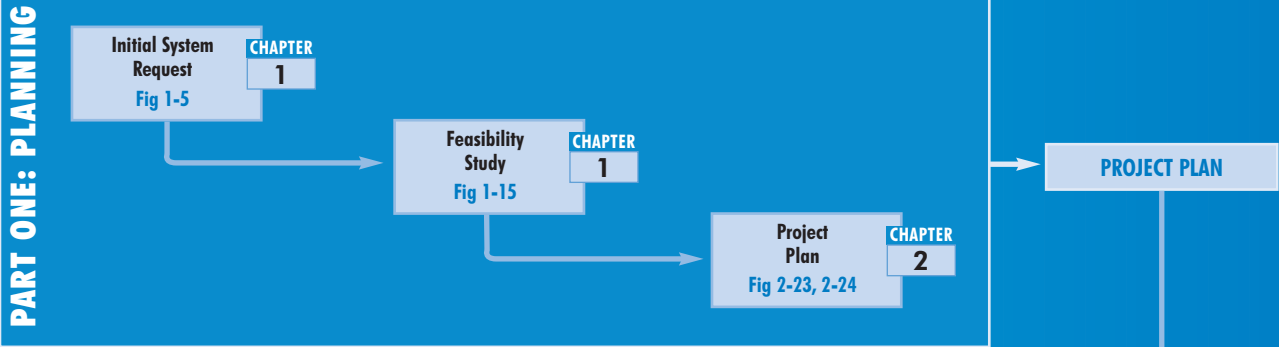 PART ONE: PLANNING
Initial System
Request
Fig 1-5
CHAPTER
1
Feasibility
Study
Fig 1-15
CHAPTER
1
Project
Plan
Fig 2-23, 2-24
CHAPTER
2
PROJECT PLAN